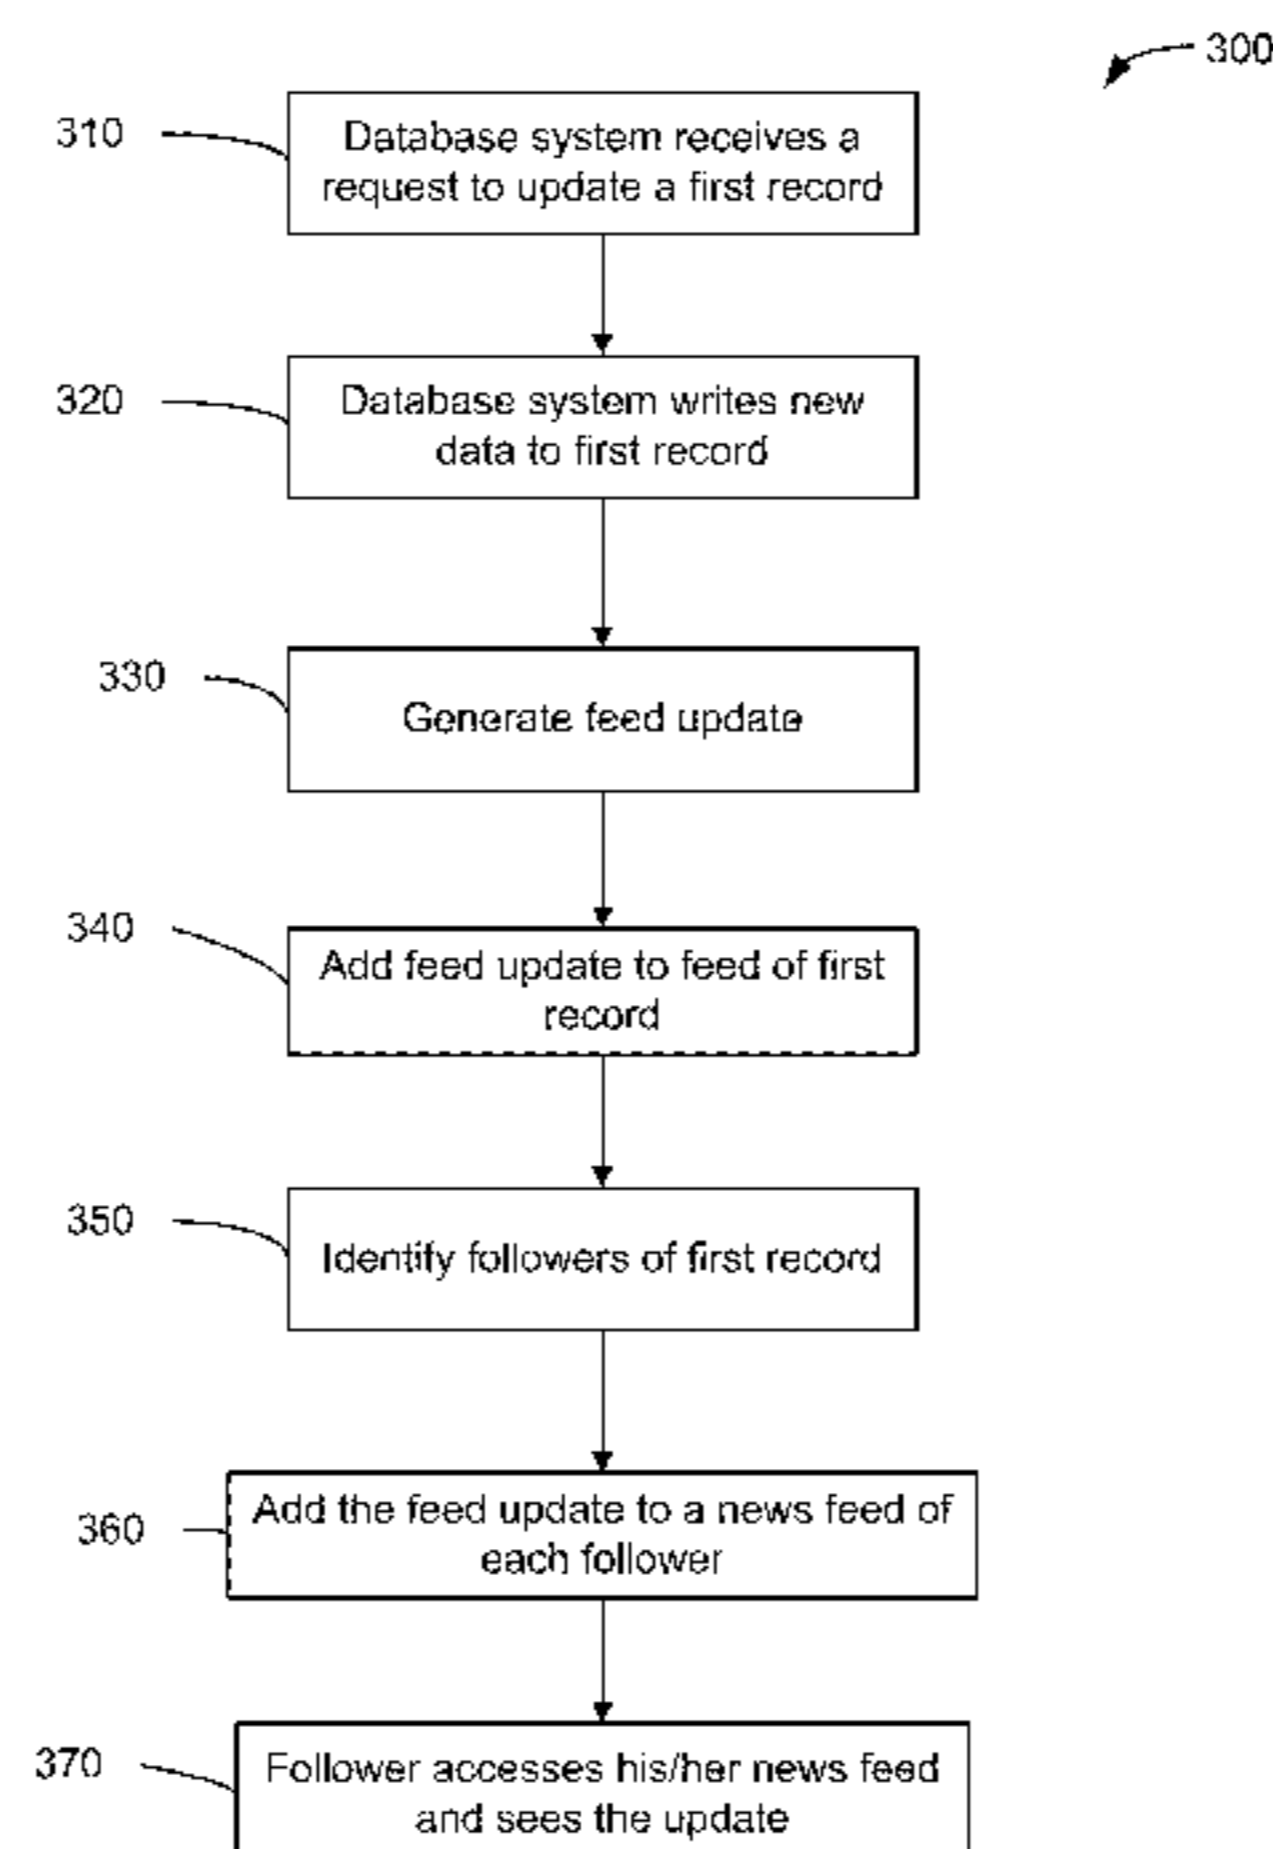 300
310
Database system receives a
request to update a first record
320
Database system writes new
data to first record
330
Generate feed update
340
Add feed update to feed of first
record
350
Identify followers of first record
360
Add the feed update to a news feed of
each follower
370
Follower accesses his/her news feed
and sees the update